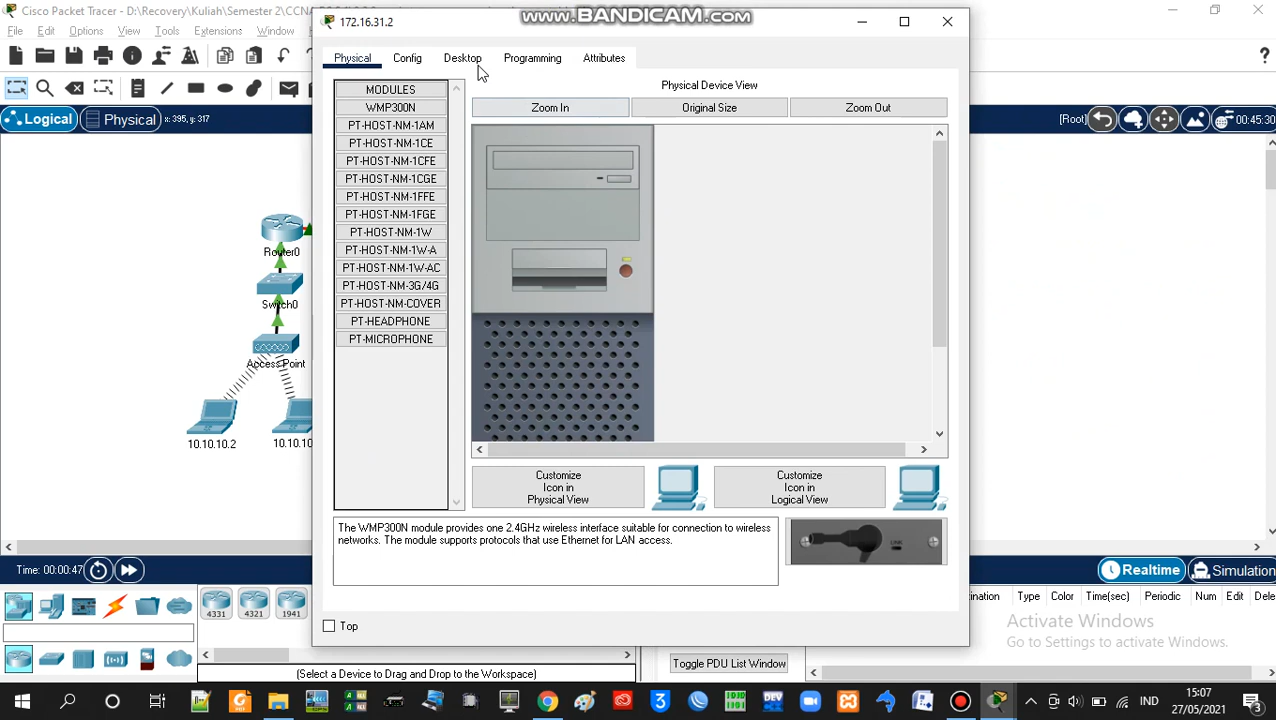 Cisco Packet Tracer - D:\Recovery\Kuliah\Semester 2\CCNA
172.16.31.2
www.BANDICAM.com
File Edit Options View Tools Extensions Window
Physical Config Desktop Programming Attributes
MODULES
WMP300N
PT-HOST-NM-1AM
PT-HOST-NM-1CE
PT-HOST-NM-1CFE
PT-HOST-NM-1CGE
PT-HOST-NM-1FFE
PT-HOST-NM-1FGE
PT-HOST-NM-1W
PT-HOST-NM-1W-A
PT-HOST-NM-1W-AC
PT-HOST-NM-3G/4G
PT-HOST-NM-COVER
PT-HEADPHONE
PT-MICROPHONE
Physical Device View
Zoom In Original Size Zoom Out
Logical Physical x: 395, y: 317
[Root] 00:45:30
Router0
Switch0
Access Point
10.10.10.2 10.10.10
Customize
Icon in
Physical View
Customize
Icon in
Logical View
The WMP300N module provides one 2.4GHz wireless interface suitable for connection to wireless
networks. The module supports protocols that use Ethernet for LAN access.
LINK
Top
Time: 00:00:47
Realtime Simulation
4331 4321 1941
ination Type Color Time(sec) Periodic Num Edit Dele
Activate Windows
Go to Settings to activate Windows.
Toggle PDU List Window
(Select a Device to Drag and Drop to the Workspace)
IND
15:07
27/05/2021
3